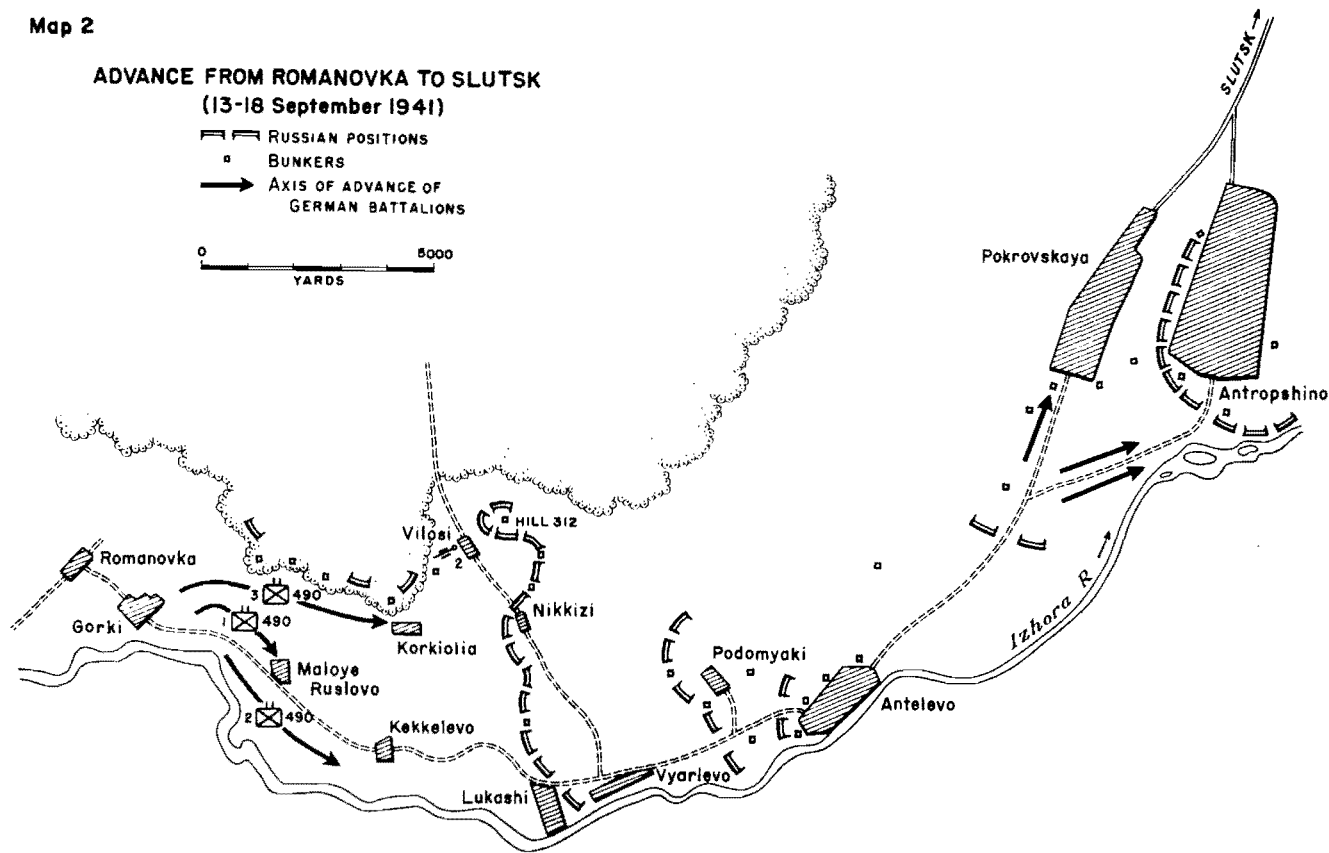 Map 2
ADVANCE FROM ROMANOVKA TO SLUTSK
(13-18 September 1941)
RUSSIAN POSITIONS
BUNKERS
AXIS OF ADVANCE OF
GERMAN BATTALIONS
0 5000
YARDS
SLUTSK
Pokrovskaya
Antropshino
Izhora R
HILL 312
Vilosi
2
Romanovka
3 490
1 490
Gorki
Korkiolia
Nikkizi
Maloye
Ruslovo
Podomyaki
2 490
Antelevo
Kekkelevo
Vyarlevo
Lukashi